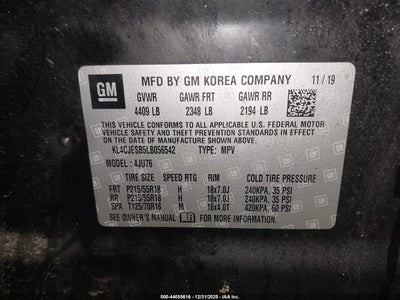 GM
MFD BY GM KOREA COMPANY 11 / 19
GVWR GAWR FRT GAWR RR
4409 LB 2348 LB 2194 LB
THIS VEHICLE CONFORMS TO ALL APPLICABLE U.S. FEDERAL MOTOR
VEHICLE SAFETY, BUMPER, AND THEFT PREVENTION STANDARDS IN
EFFECT ON THE DATE OF MANUFACTURE SHOWN ABOVE.
KL4CJESB5LB056542 TYPE: MPV
MODEL: 4JU76
TIRE SIZE SPEED RTG RIM COLD TIRE PRESSURE
FRT P215/55R18 H 18x7.0J 240KPA, 35 PSI
RR P215/55R18 H 18x7.0J 240KPA, 35 PSI
SPA T125/70R16 M 16x4.0T 420KPA, 60 PSI
SEE OWNER'S MANUAL FOR MORE INFORMATION.
000-44055616 - 12/31/2025 - IAAI.COM